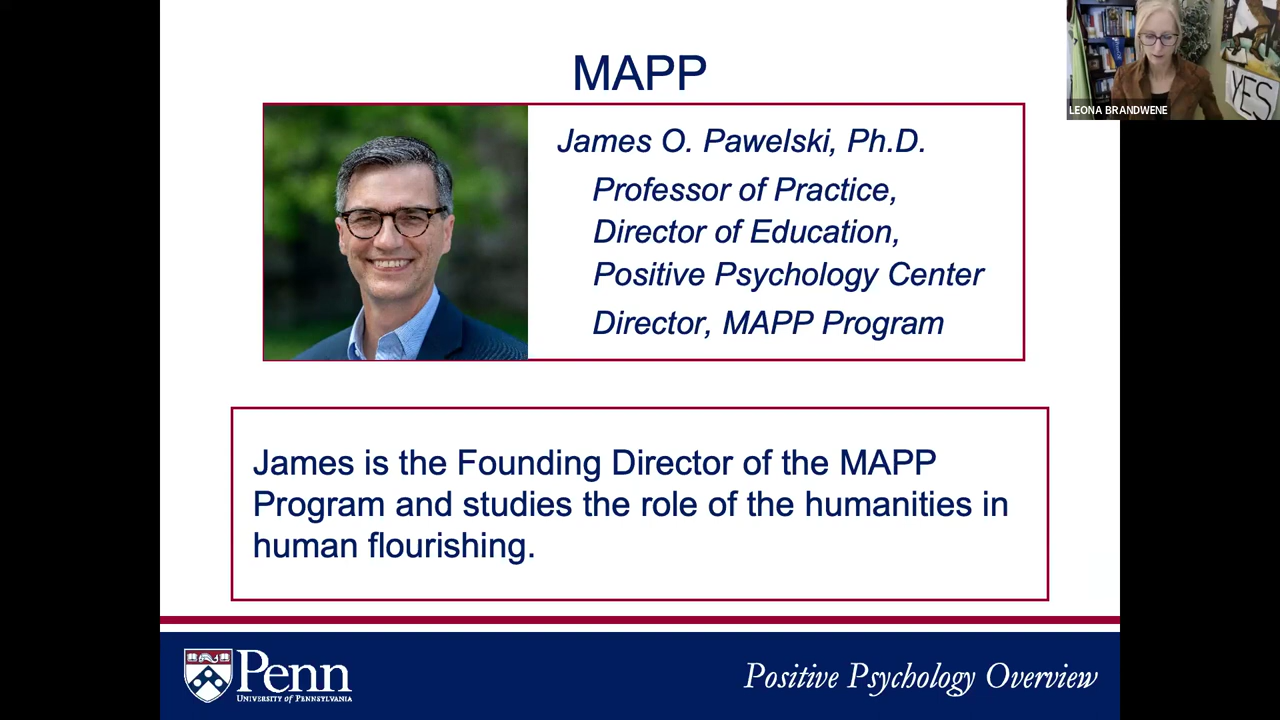 MAPP
James O. Pawelski, Ph.D.
Professor of Practice,
Director of Education,
Positive Psychology Center
Director, MAPP Program
James is the Founding Director of the MAPP
Program and studies the role of the humanities in
human flourishing.
Penn
UNIVERSITY of PENNSYLVANIA
Positive Psychology Overview
YES
LEONA BRANDWENE